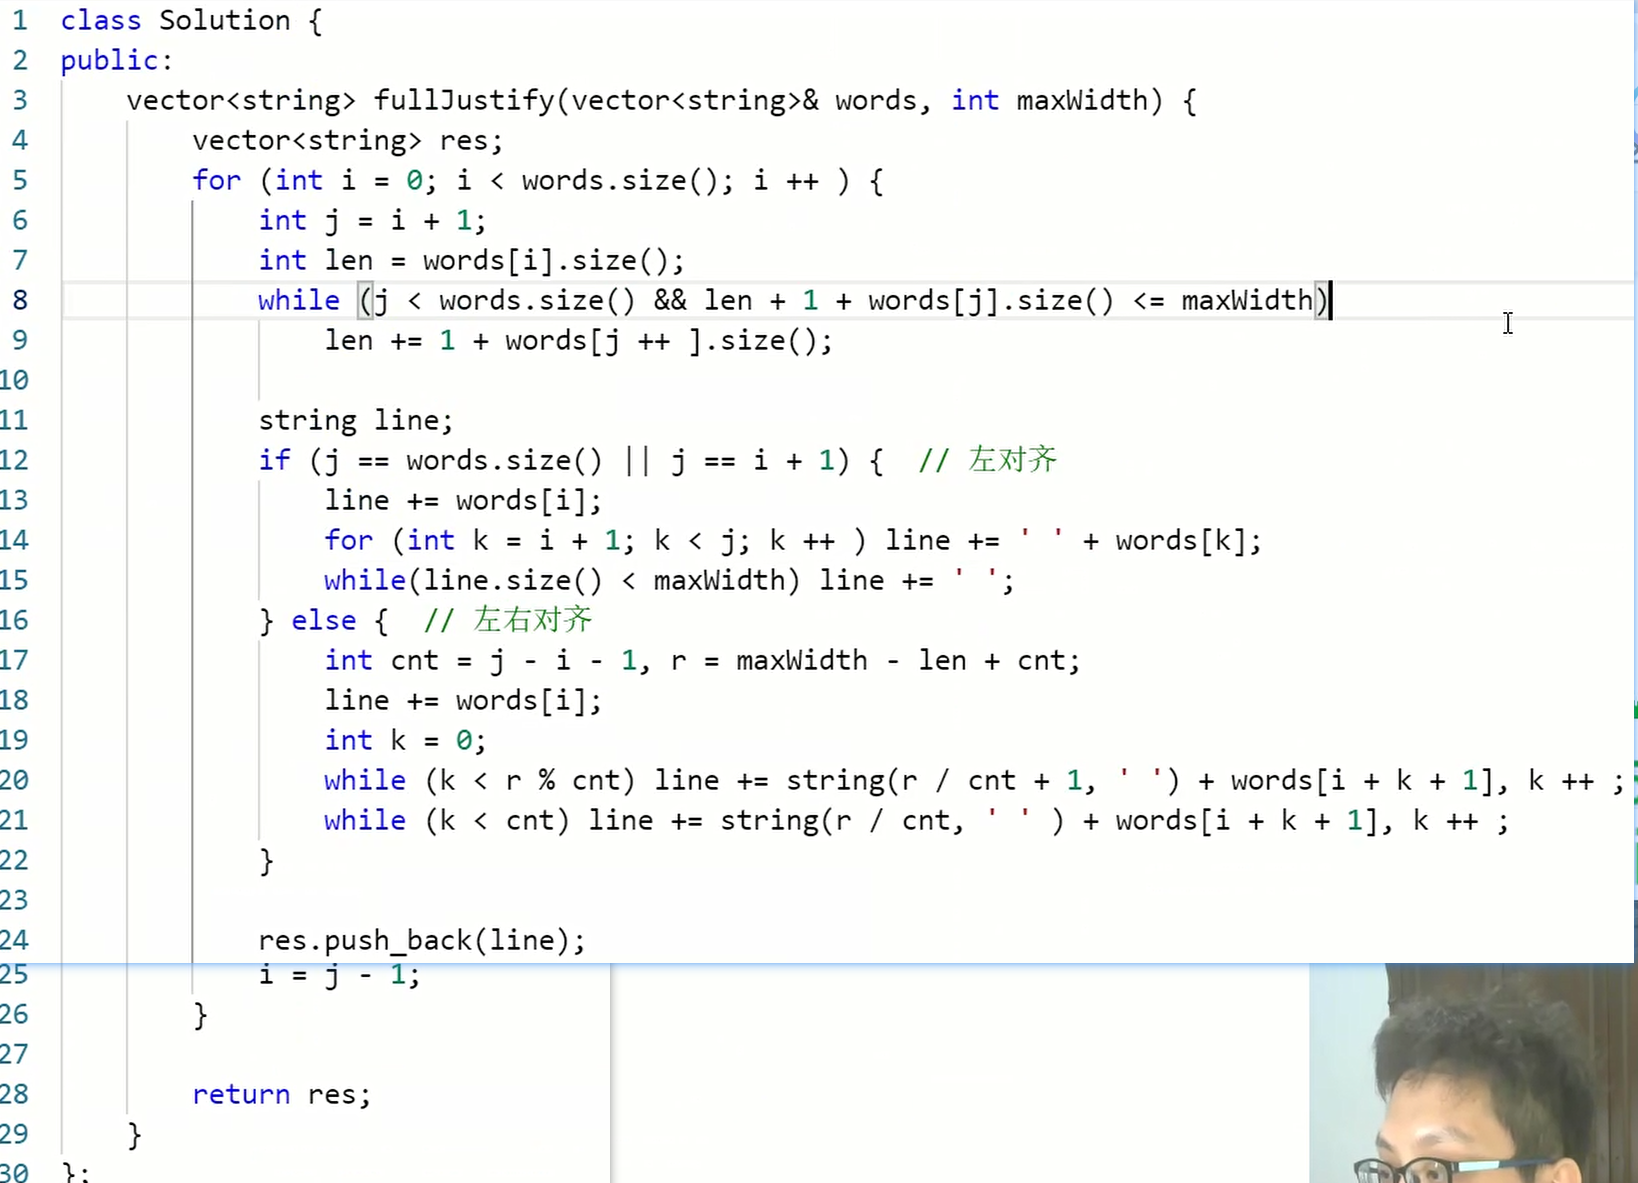 1 class Solution {
2 public:
3 vector<string> fullJustify(vector<string>& words, int maxWidth) {
4 vector<string> res;
5 for (int i = 0; i < words.size(); i ++ ) {
6 int j = i + 1;
7 int len = words[i].size();
8 while (j < words.size() && len + 1 + words[j].size() <= maxWidth)
9 len += 1 + words[j ++ ].size();
10
11 string line;
12 if (j == words.size() || j == i + 1) { // 左对齐
13 line += words[i];
14 for (int k = i + 1; k < j; k ++ ) line += ' ' + words[k];
15 while(line.size() < maxWidth) line += ' ';
16 } else { // 左右对齐
17 int cnt = j - i - 1, r = maxWidth - len + cnt;
18 line += words[i];
19 int k = 0;
20 while (k < r % cnt) line += string(r / cnt + 1, ' ') + words[i + k + 1], k ++ ;
21 while (k < cnt) line += string(r / cnt, ' ' ) + words[i + k + 1], k ++ ;
22 }
23
24 res.push_back(line);
25 i = j - 1;
26 }
27
28 return res;
29 }
30 };